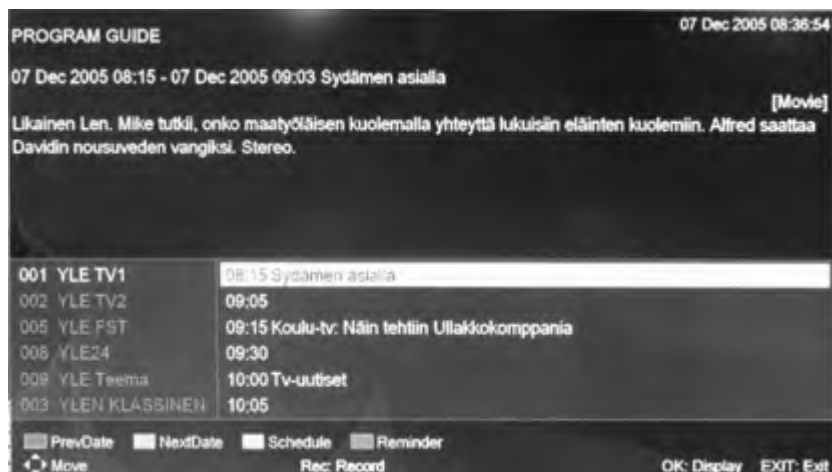 07 Dec 2005 08:36:54
PROGRAM GUIDE
07 Dec 2005 08:15 - 07 Dec 2005 09:03 Sydämen asialla
[Movie]
Likainen Len. Mike tutkii, onko maatyöläisen kuolemalla yhteyttä lukuisiin eläinten kuolemiin. Alfred saattaa
Davidin nousuveden vangiksi. Stereo.
001 YLE TV1 08:15 Sydämen asialla
002 YLE TV2 09:05
005 YLE FST 09:15 Koulu-tv: Näin tehtiin Ullakkokomppania
008 YLE24 09:30
009 YLE Teema 10:00 Tv-uutiset
003 YLEN KLASSINEN 10:05
PrevDate NextDate Schedule Reminder
Move Rec: Record OK: Display EXIT: Exit